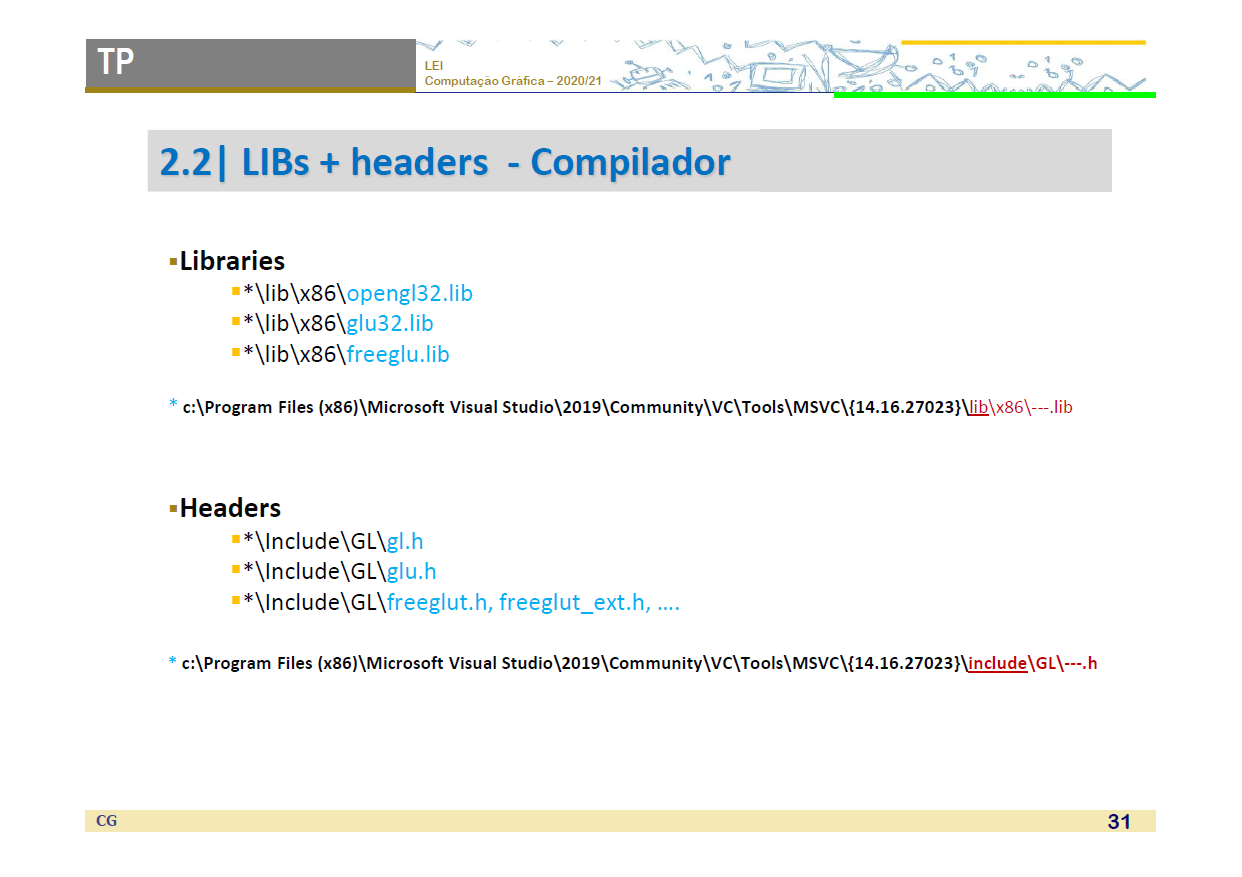 TP
LEI
Computação Gráfica – 2020/21
2.2| LIBs + headers - Compilador
▪Libraries
▪*\lib\x86\opengl32.lib
▪*\lib\x86\glu32.lib
▪*\lib\x86\freeglu.lib
* c:\Program Files (x86)\Microsoft Visual Studio\2019\Community\VC\Tools\MSVC\{14.16.27023}\lib\x86\---.lib
▪Headers
▪*\Include\GL\gl.h
▪*\Include\GL\glu.h
▪*\Include\GL\freeglut.h, freeglut_ext.h, ....
* c:\Program Files (x86)\Microsoft Visual Studio\2019\Community\VC\Tools\MSVC\{14.16.27023}\include\GL\---.h
CG
31